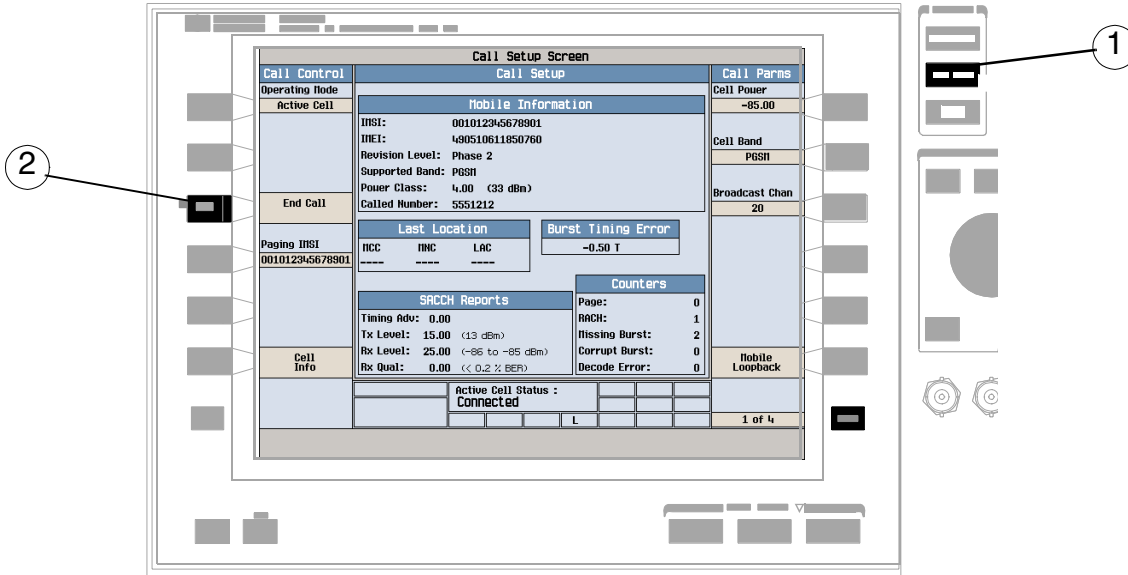 1
2
Call Setup Screen
Call Control
Operating Mode
Active Cell
End Call
Paging IMSI
001012345678901
Cell
Info
Call Setup
Mobile Information
IMSI: 001012345678901
IMEI: 490510611850760
Revision Level: Phase 2
Supported Band: PGSM
Power Class: 4.00 (33 dBm)
Called Number: 5551212
Last Location
MCC MNC LAC
---- ---- ----
Burst Timing Error
-0.50 T
SACCH Reports
Timing Adv: 0.00
Tx Level: 15.00 (13 dBm)
Rx Level: 25.00 (-86 to -85 dBm)
Rx Qual: 0.00 (< 0.2 % BER)
Counters
Page: 0
RACH: 1
Missing Burst: 2
Corrupt Burst: 0
Decode Error: 0
Active Cell Status :
Connected
L
Call Parms
Cell Power
-85.00
Cell Band
PGSM
Broadcast Chan
20
Mobile
Loopback
1 of 4